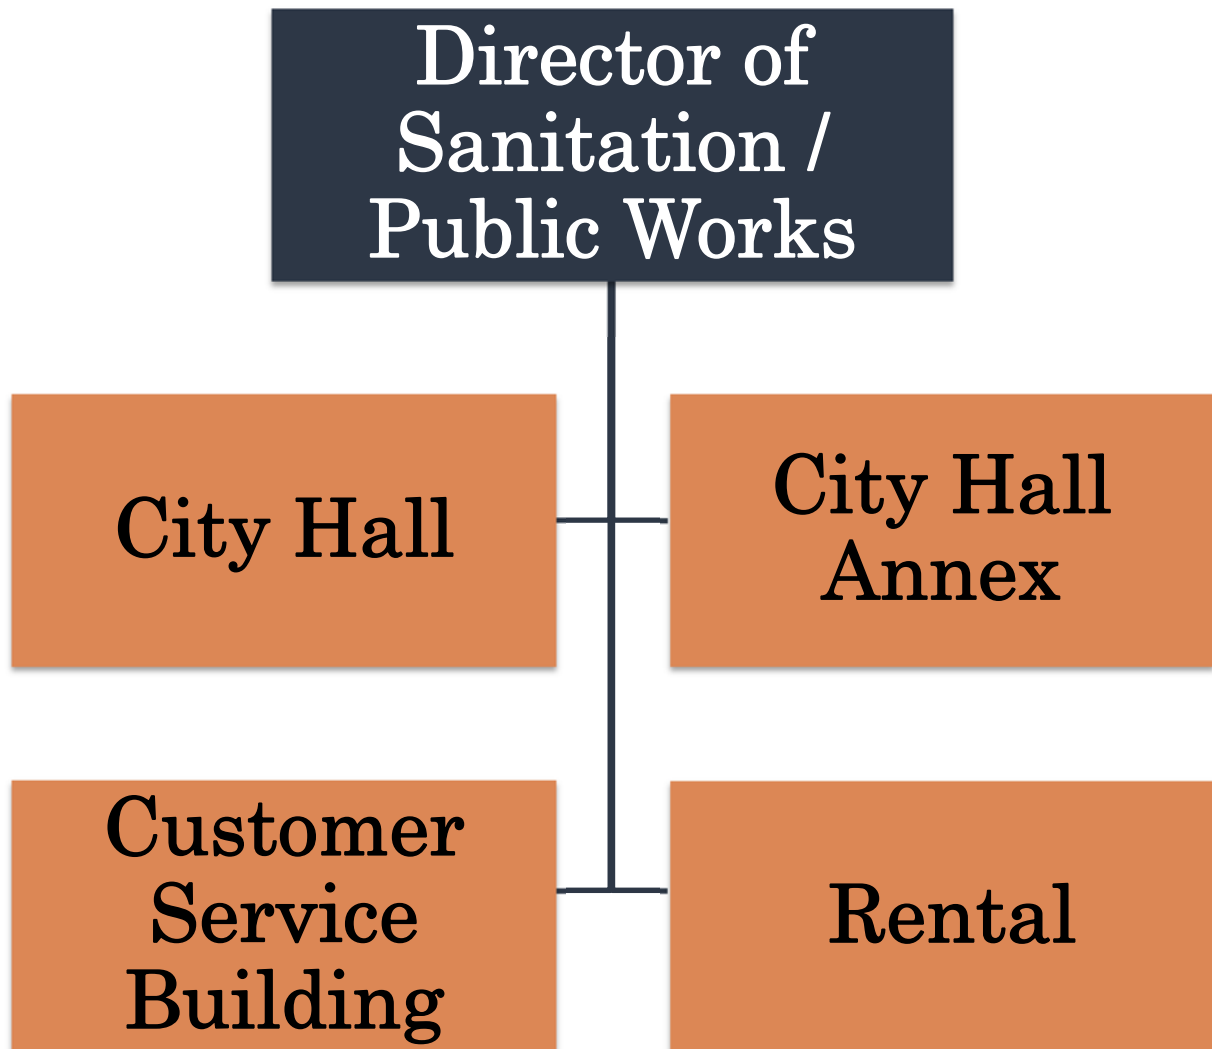 Director of
Sanitation /
Public Works
City Hall
City Hall
Annex
Customer
Service
Building
Rental